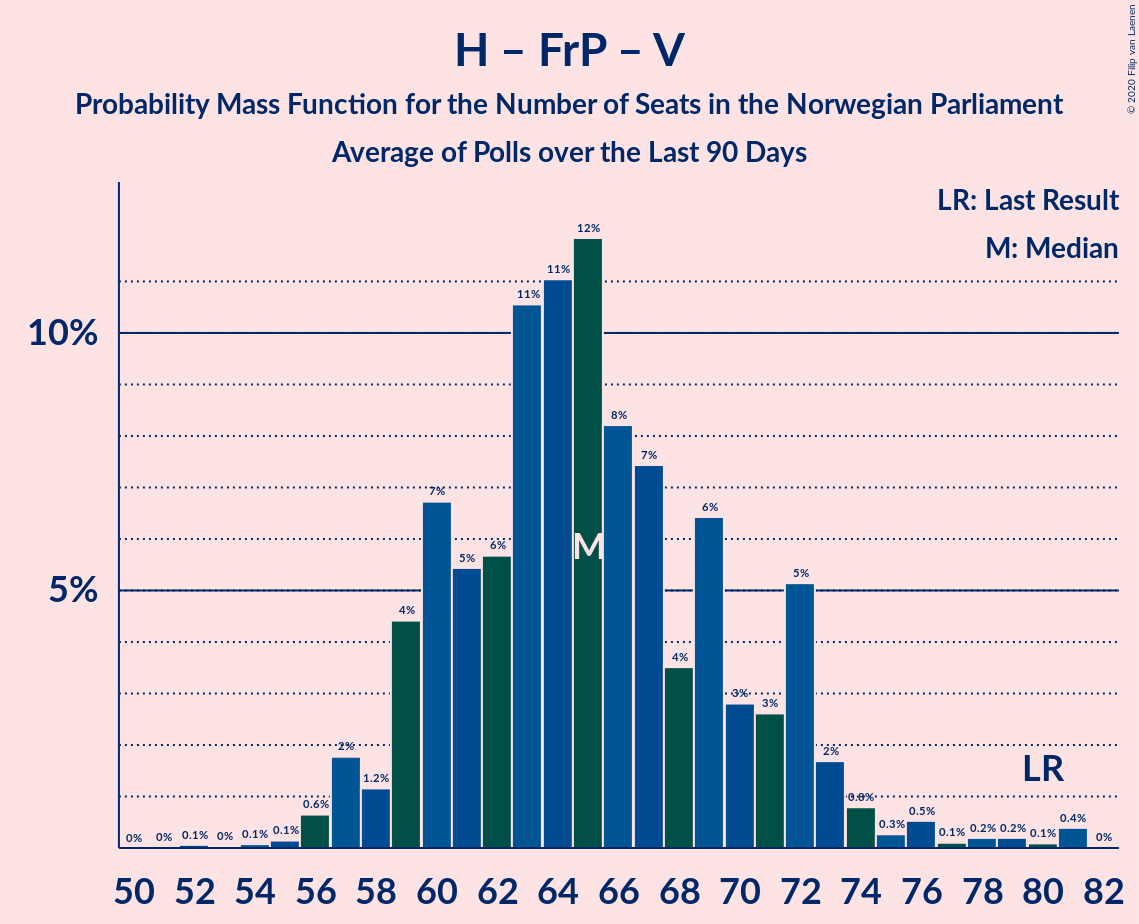 H – FrP – V
Probability Mass Function for the Number of Seats in the Norwegian Parliament
Average of Polls over the Last 90 Days
© 2020 Filip van Laenen
LR: Last Result
M: Median
10%
5%
0% 0% 0.1% 0% 0.1% 0.1% 0.6% 2% 1.2% 4% 7% 5% 6% 11% 11% 12% 8% 7% 4% 6% 3% 3% 5% 2% 0.8% 0.3% 0.5% 0.1% 0.2% 0.2% 0.1% 0.4% 0%
M
LR
50 52 54 56 58 60 62 64 66 68 70 72 74 76 78 80 82